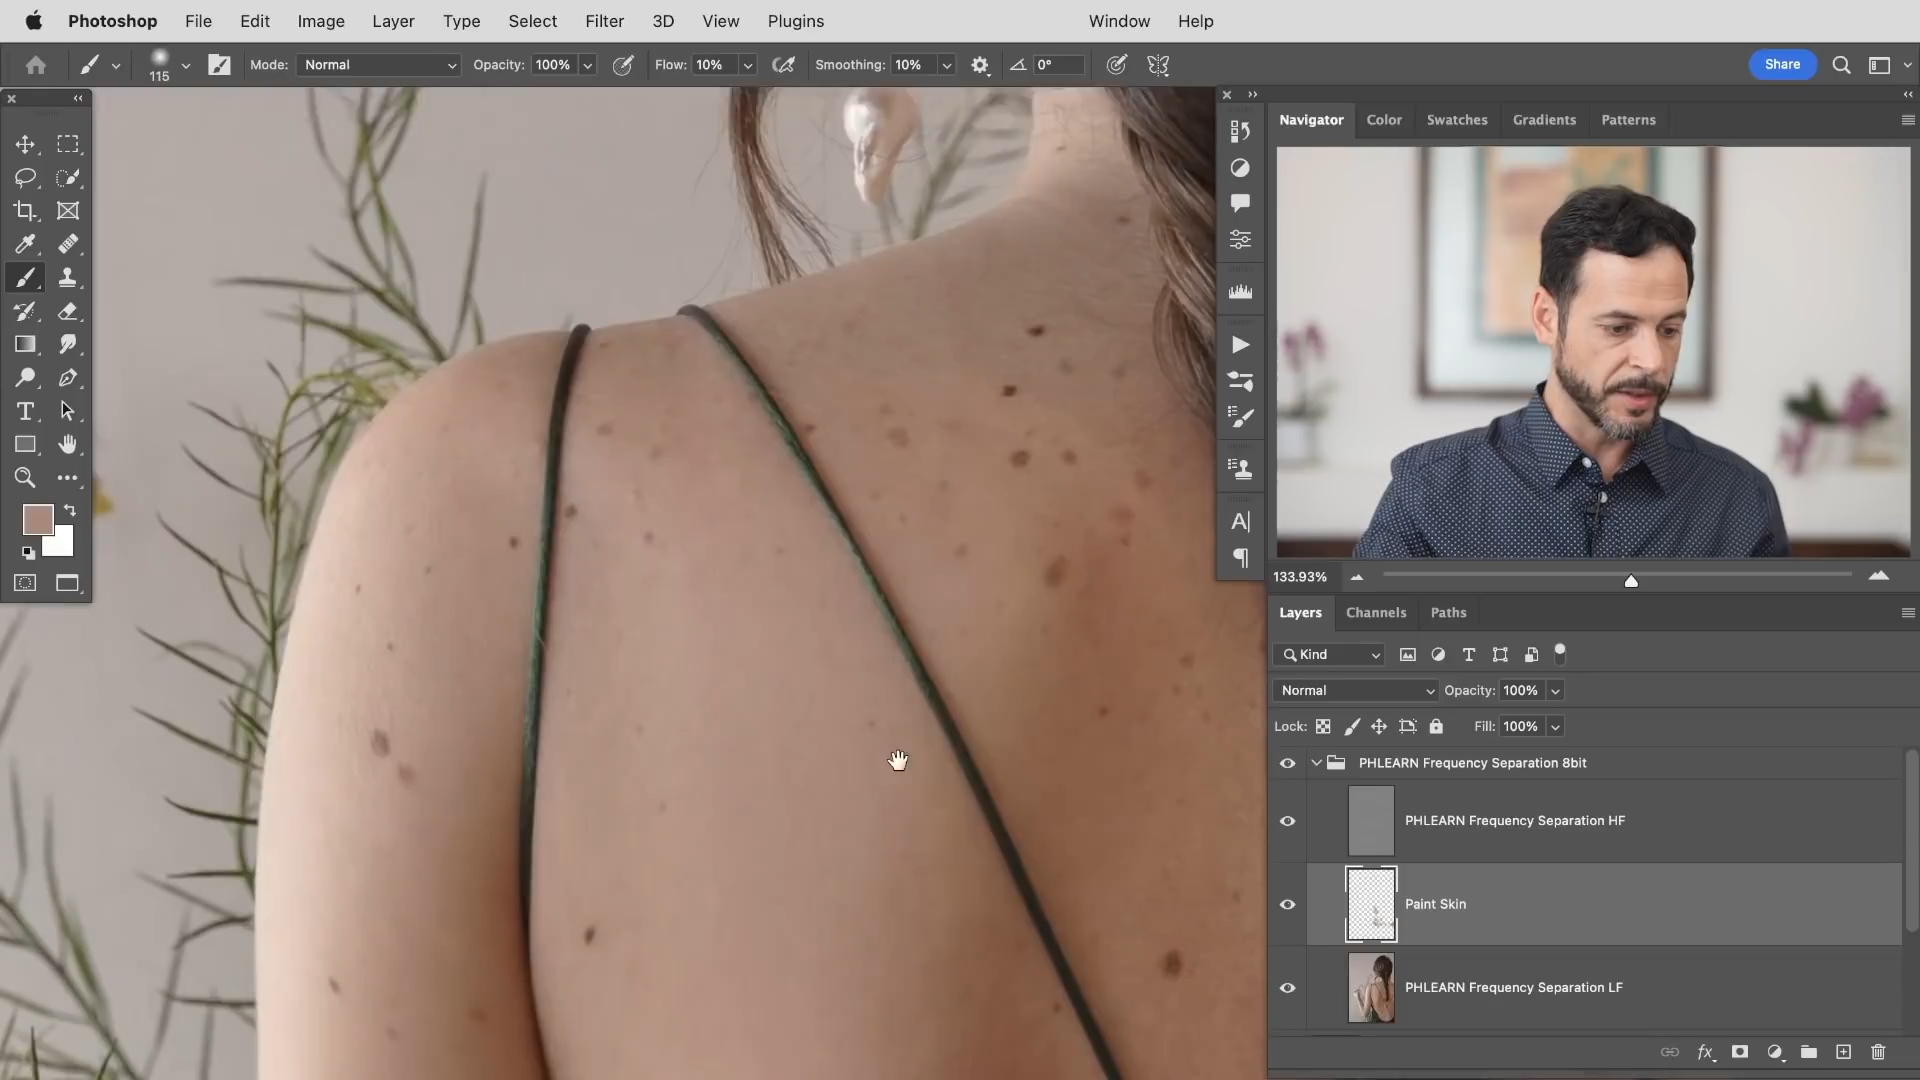 Photoshop File Edit Image Layer Type Select Filter 3D View Plugins Window Help
115 Mode: Normal Opacity: 100% Flow: 10% Smoothing: 10% 0° Share
Navigator Color Swatches Gradients Patterns
133.93%
Layers Channels Paths
Kind
Normal Opacity: 100%
Lock: Fill: 100%
PHLEARN Frequency Separation 8bit
PHLEARN Frequency Separation HF
Paint Skin
PHLEARN Frequency Separation LF
fx